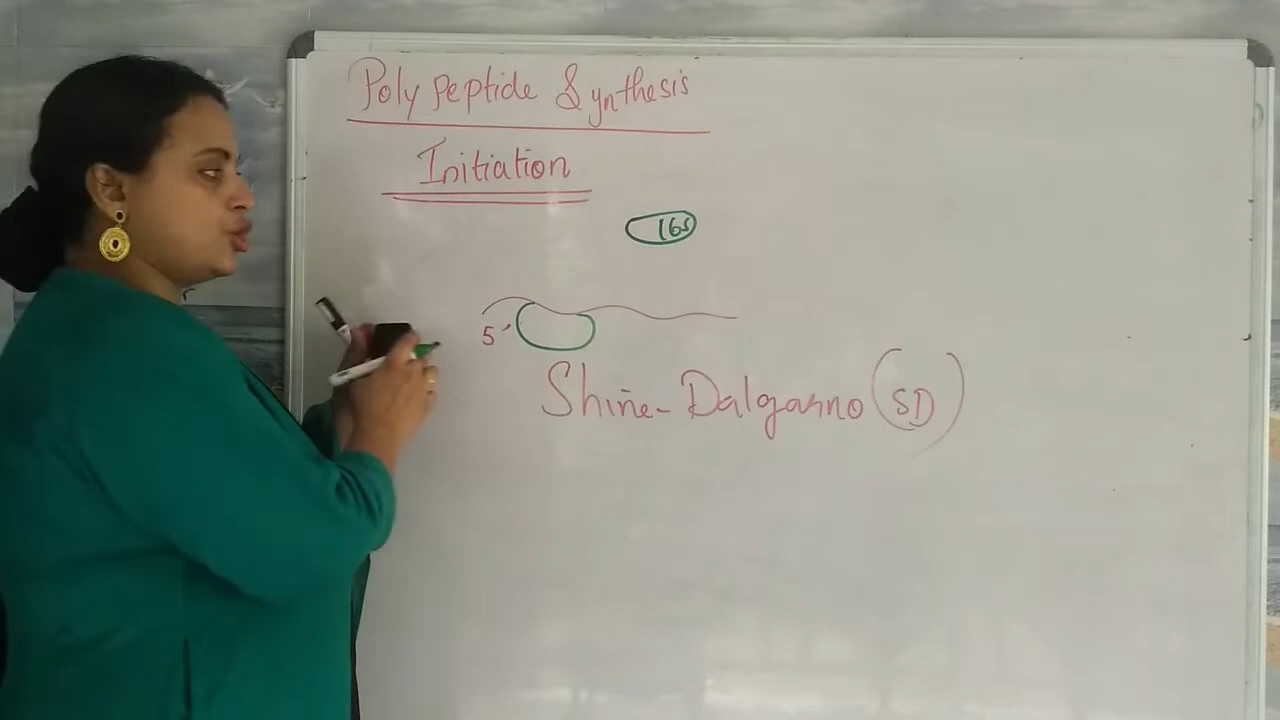 Poly peptide Synthesis
Initiation
16s
5'
Shine-Dalgarno (SD)